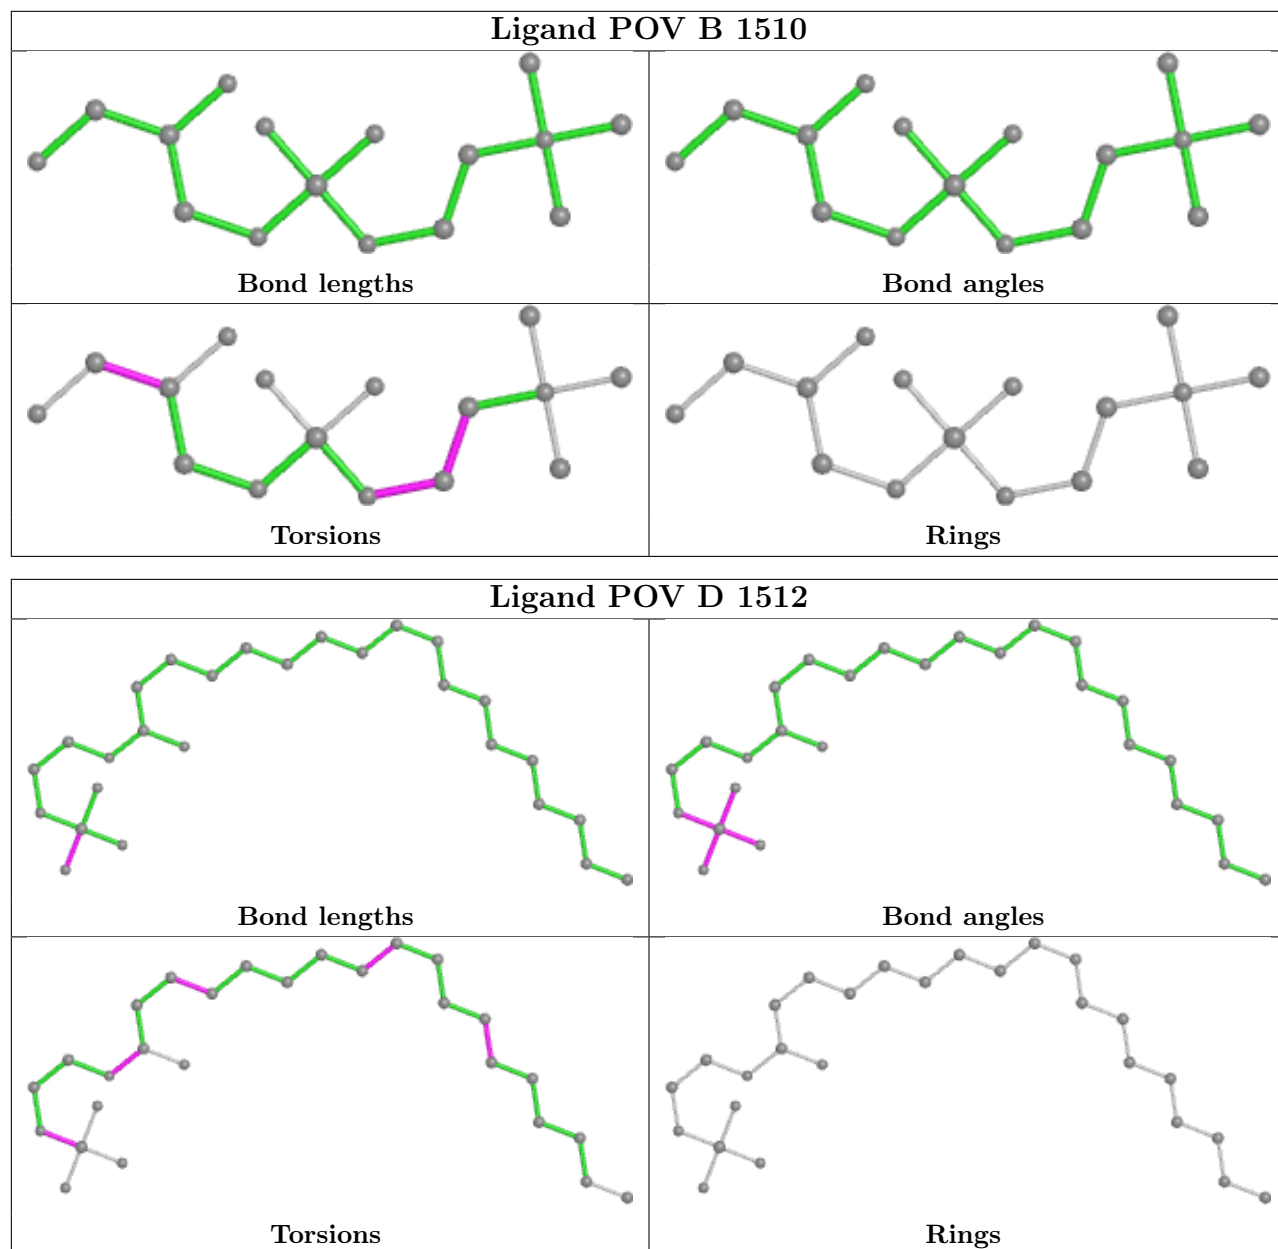 Ligand POV B 1510
Bond lengths
Bond angles
Torsions
Rings
Ligand POV D 1512
Bond lengths
Bond angles
Torsions
Rings